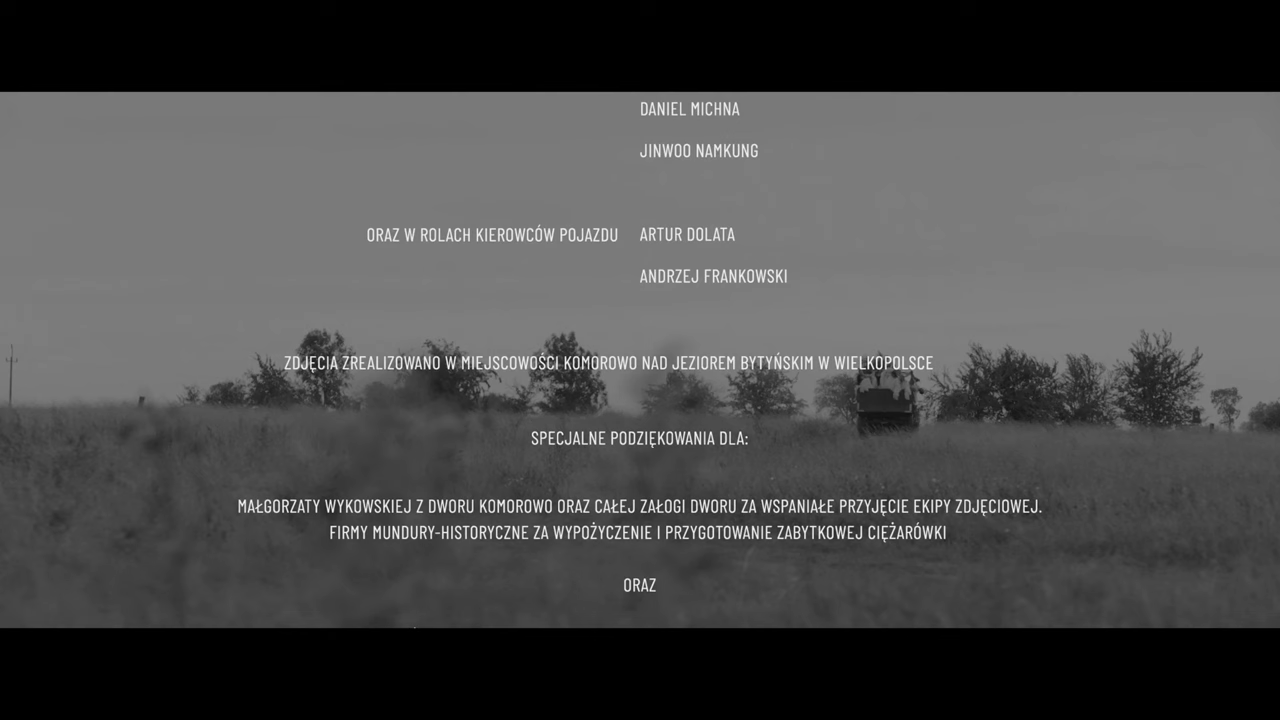 DANIEL MICHNA
JINWOO NAMKUNG
ORAZ W ROLACH KIEROWCÓW POJAZDU ARTUR DOLATA
ANDRZEJ FRANKOWSKI
ZDJĘCIA ZREALIZOWANO W MIEJSCOWOŚCI KOMOROWO NAD JEZIOREM BYTYŃSKIM W WIELKOPOLSCE
SPECJALNE PODZIĘKOWANIA DLA:
MAŁGORZATY WYKOWSKIEJ Z DWORU KOMOROWO ORAZ CAŁEJ ZAŁOGI DWORU ZA WSPANIAŁE PRZYJĘCIE EKIPY ZDJĘCIOWEJ.
FIRMY MUNDURY-HISTORYCZNE ZA WYPOŻYCZENIE I PRZYGOTOWANIE ZABYTKOWEJ CIĘŻARÓWKI
ORAZ